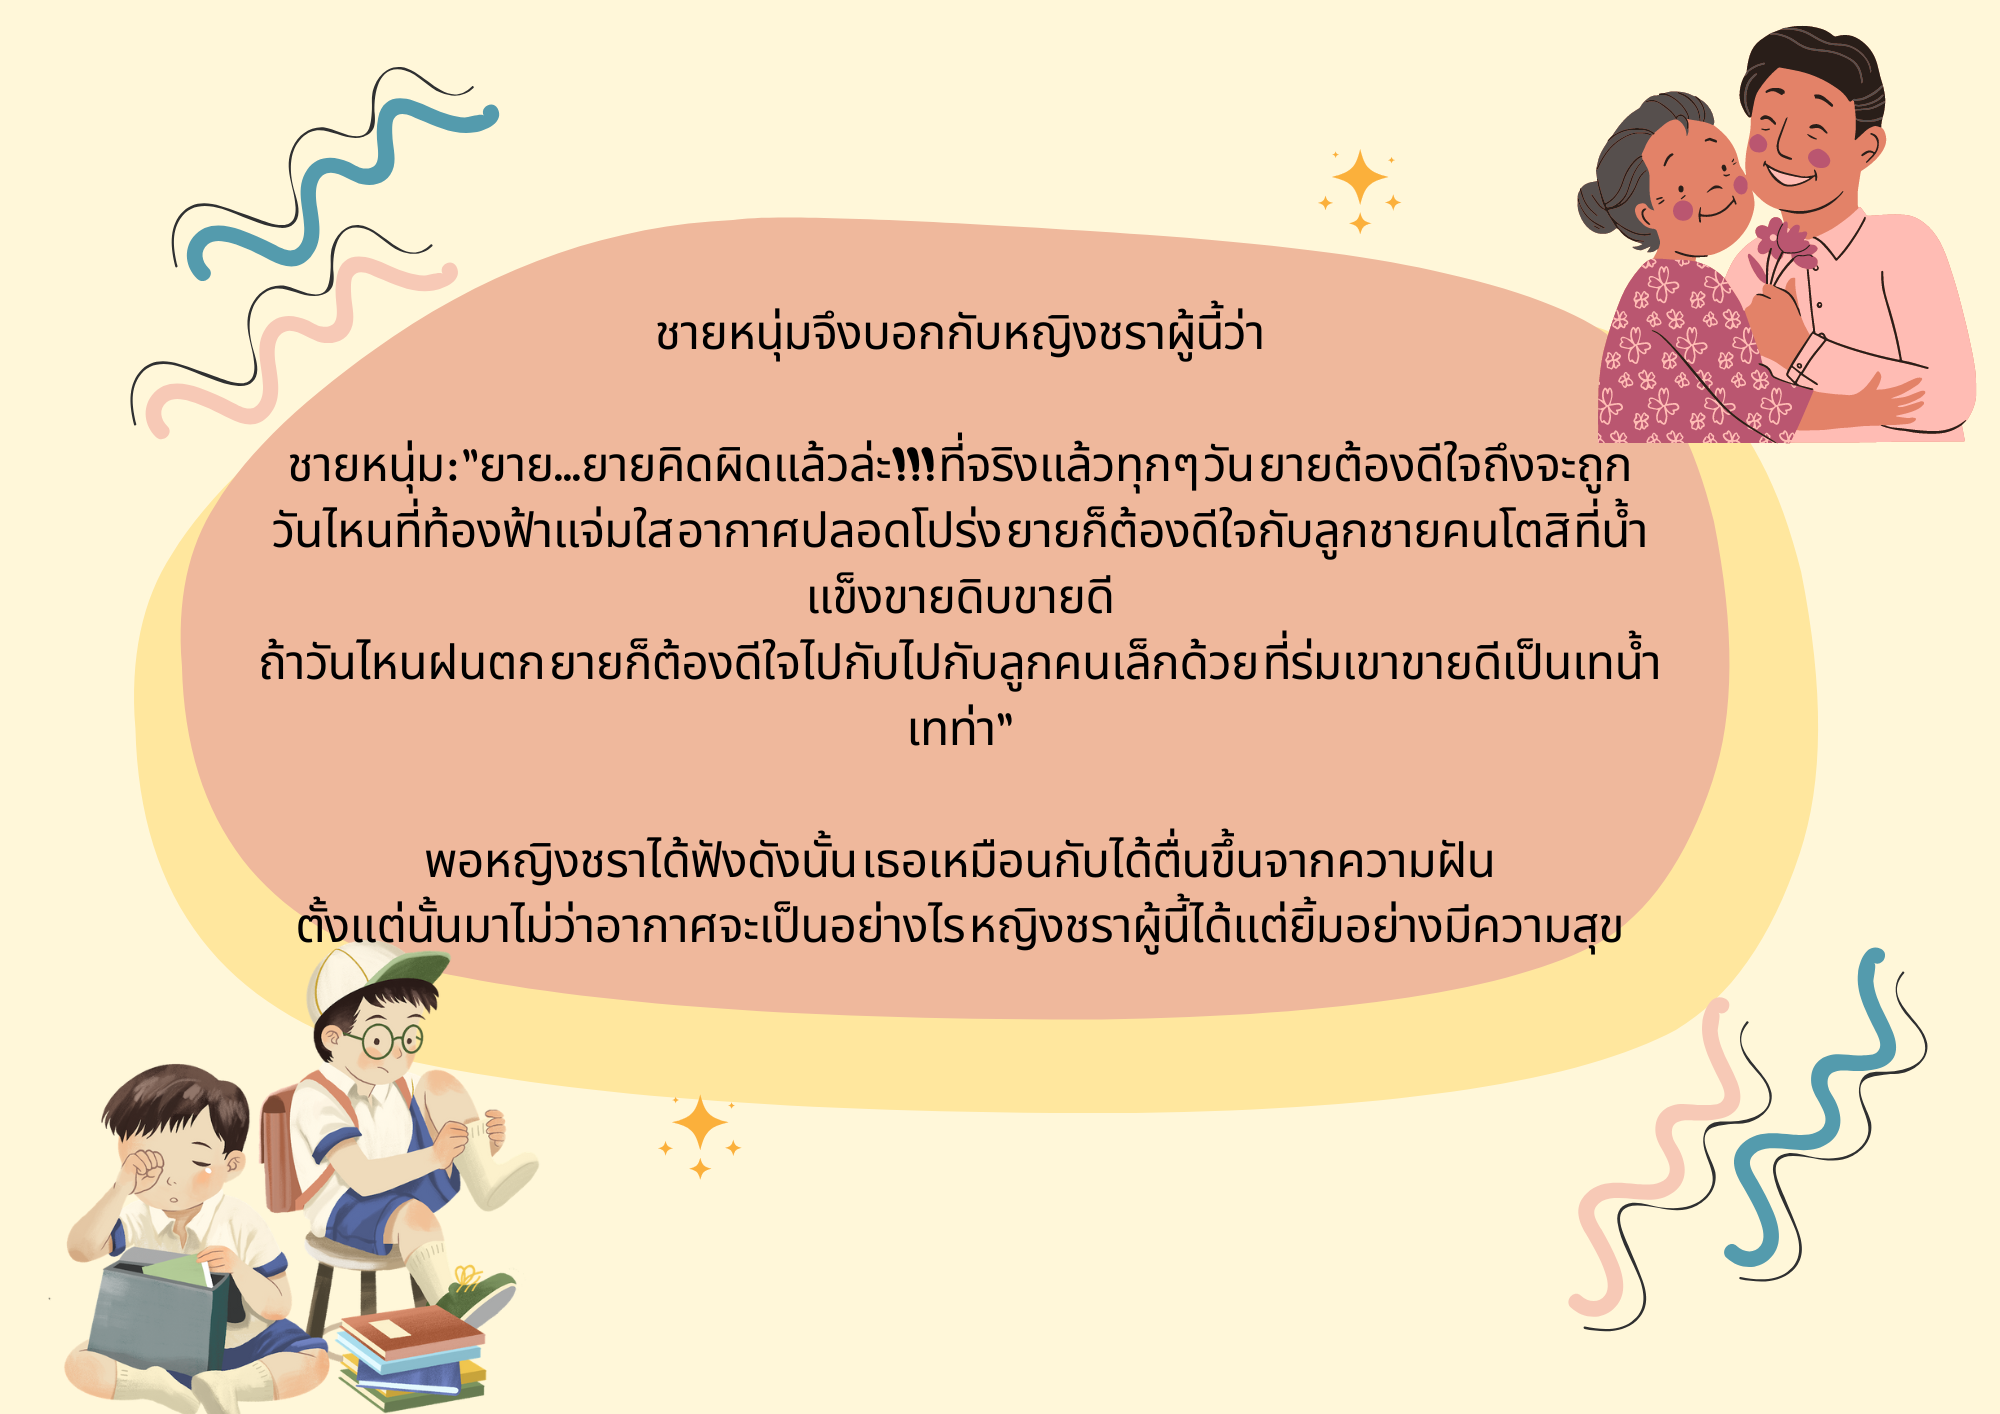 ชายหนุ่มจึงบอกกับหญิงชราผู้นี้ว่า
ชายหนุ่ม:"ยาย...ยายคิดผิดแล้วล่ะ!!!ที่จริงแล้วทุกๆวันยายต้องดีใจถึงจะถูก
วันไหนที่ท้องฟ้าแจ่มใสอากาศปลอดโปร่งยายก็ต้องดีใจกับลูกชายคนโตสิที่น้ำ
แข็งขายดิบขายดี
ถ้าวันไหนฝนตกยายก็ต้องดีใจไปกับไปกับลูกคนเล็กด้วยที่ร่มเขาขายดีเป็นเทน้ำ
เทท่า"
พอหญิงชราได้ฟังดังนั้นเธอเหมือนกับได้ตื่นขึ้นจากความฝัน
ตั้งแต่นั้นมาไม่ว่าอากาศจะเป็นอย่างไรหญิงชราผู้นี้ได้แต่ยิ้มอย่างมีความสุข